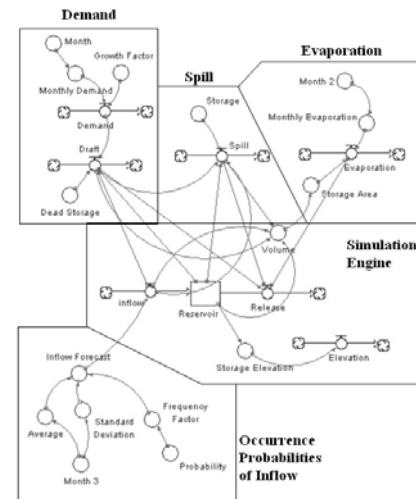 Demand
Month
Growth Factor
Monthly Demand
Demand
Draft
Dead Storage
Spill
Storage
Spill
Evaporation
Month 2
Monthly Evaporation
Evaporation
Storage Area
Volume
Simulation
Engine
inflow
Reservoir
Release
Storage Elevation
Elevation
Inflow Forecast
Average
Standard
Deviation
Frequency
Factor
Probability
Month 3
Occurrence
Probabilities
of Inflow